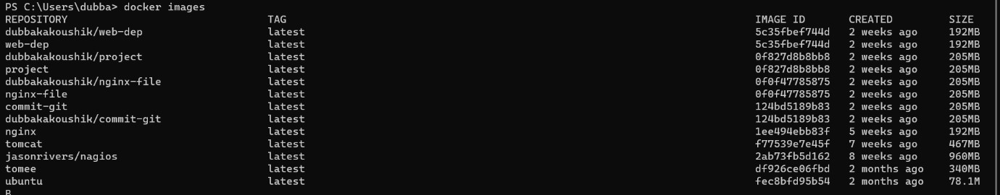 PS C:\Users\dubba> docker images
REPOSITORY TAG IMAGE ID CREATED SIZE
dubbakakoushik/web-dep latest 5c35fbef744d 2 weeks ago 192MB
web-dep latest 5c35fbef744d 2 weeks ago 192MB
dubbakakoushik/project latest 0f827d8b8bb8 2 weeks ago 205MB
project latest 0f827d8b8bb8 2 weeks ago 205MB
dubbakakoushik/nginx-file latest 0f0f47785875 2 weeks ago 205MB
nginx-file latest 0f0f47785875 2 weeks ago 205MB
commit-git latest 124bd5189b83 2 weeks ago 205MB
dubbakakoushik/commit-git latest 124bd5189b83 2 weeks ago 205MB
nginx latest 1ee494ebb83f 5 weeks ago 192MB
tomcat latest f77539e7e45f 7 weeks ago 467MB
jasonrivers/nagios latest 2ab73fb5d162 8 weeks ago 960MB
tomee latest df926ce06fbd 2 months ago 340MB
ubuntu latest fec8bfd95b54 2 months ago 78.1M
B